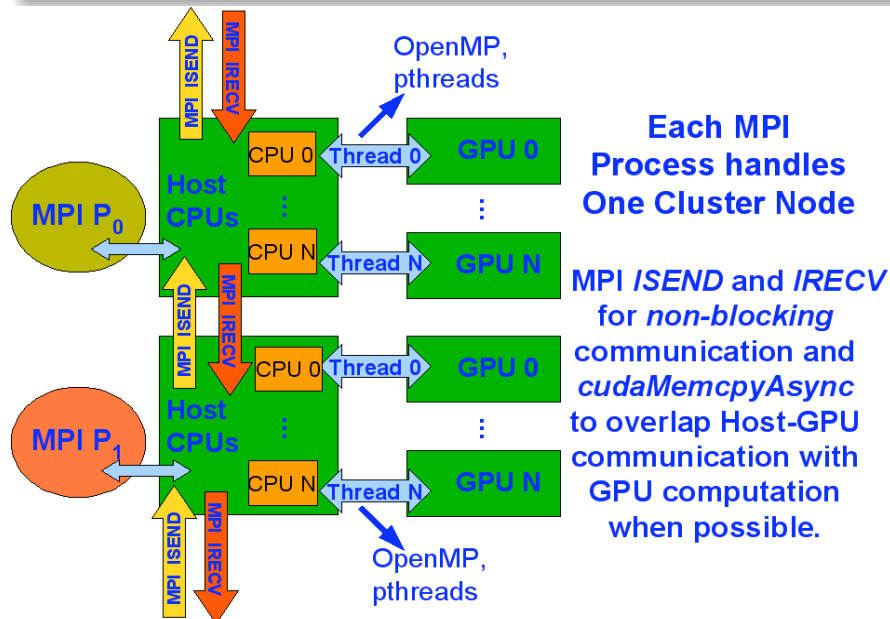 MPI ISEND
MPI IRECV
OpenMP,
pthreads
CPU 0
Thread 0
GPU 0
Host
CPUs
⋮
⋮
MPI P0
CPU N
Thread N
GPU N
MPI ISEND
MPI IRECV
CPU 0
Thread 0
GPU 0
Host
CPUs
⋮
⋮
MPI P1
CPU N
Thread N
GPU N
MPI ISEND
MPI IRECV
OpenMP,
pthreads
Each MPI
Process handles
One Cluster Node
MPI ISEND and IRECV
for non-blocking
communication and
cudaMemcpyAsync
to overlap Host-GPU
communication with
GPU computation
when possible.